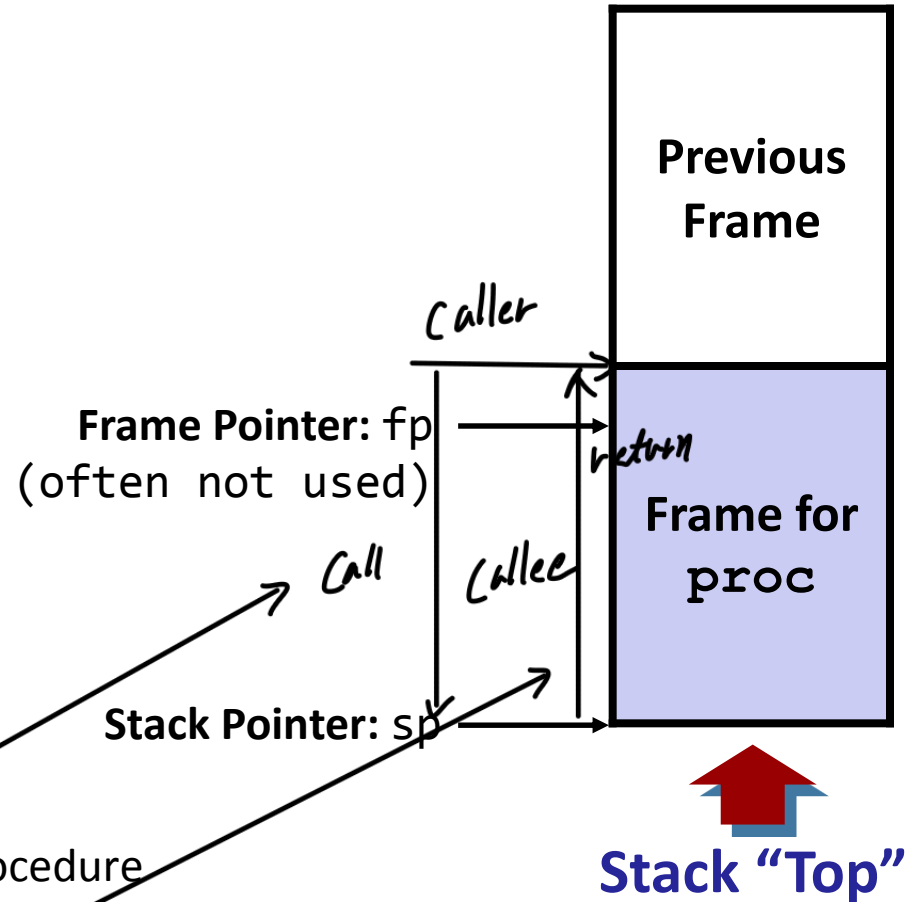 Previous
Frame
Caller
Frame Pointer: fp
(often not used)
return
Frame for
proc
Call
Callee
Stack Pointer: sp
ocedure
Stack “Top”